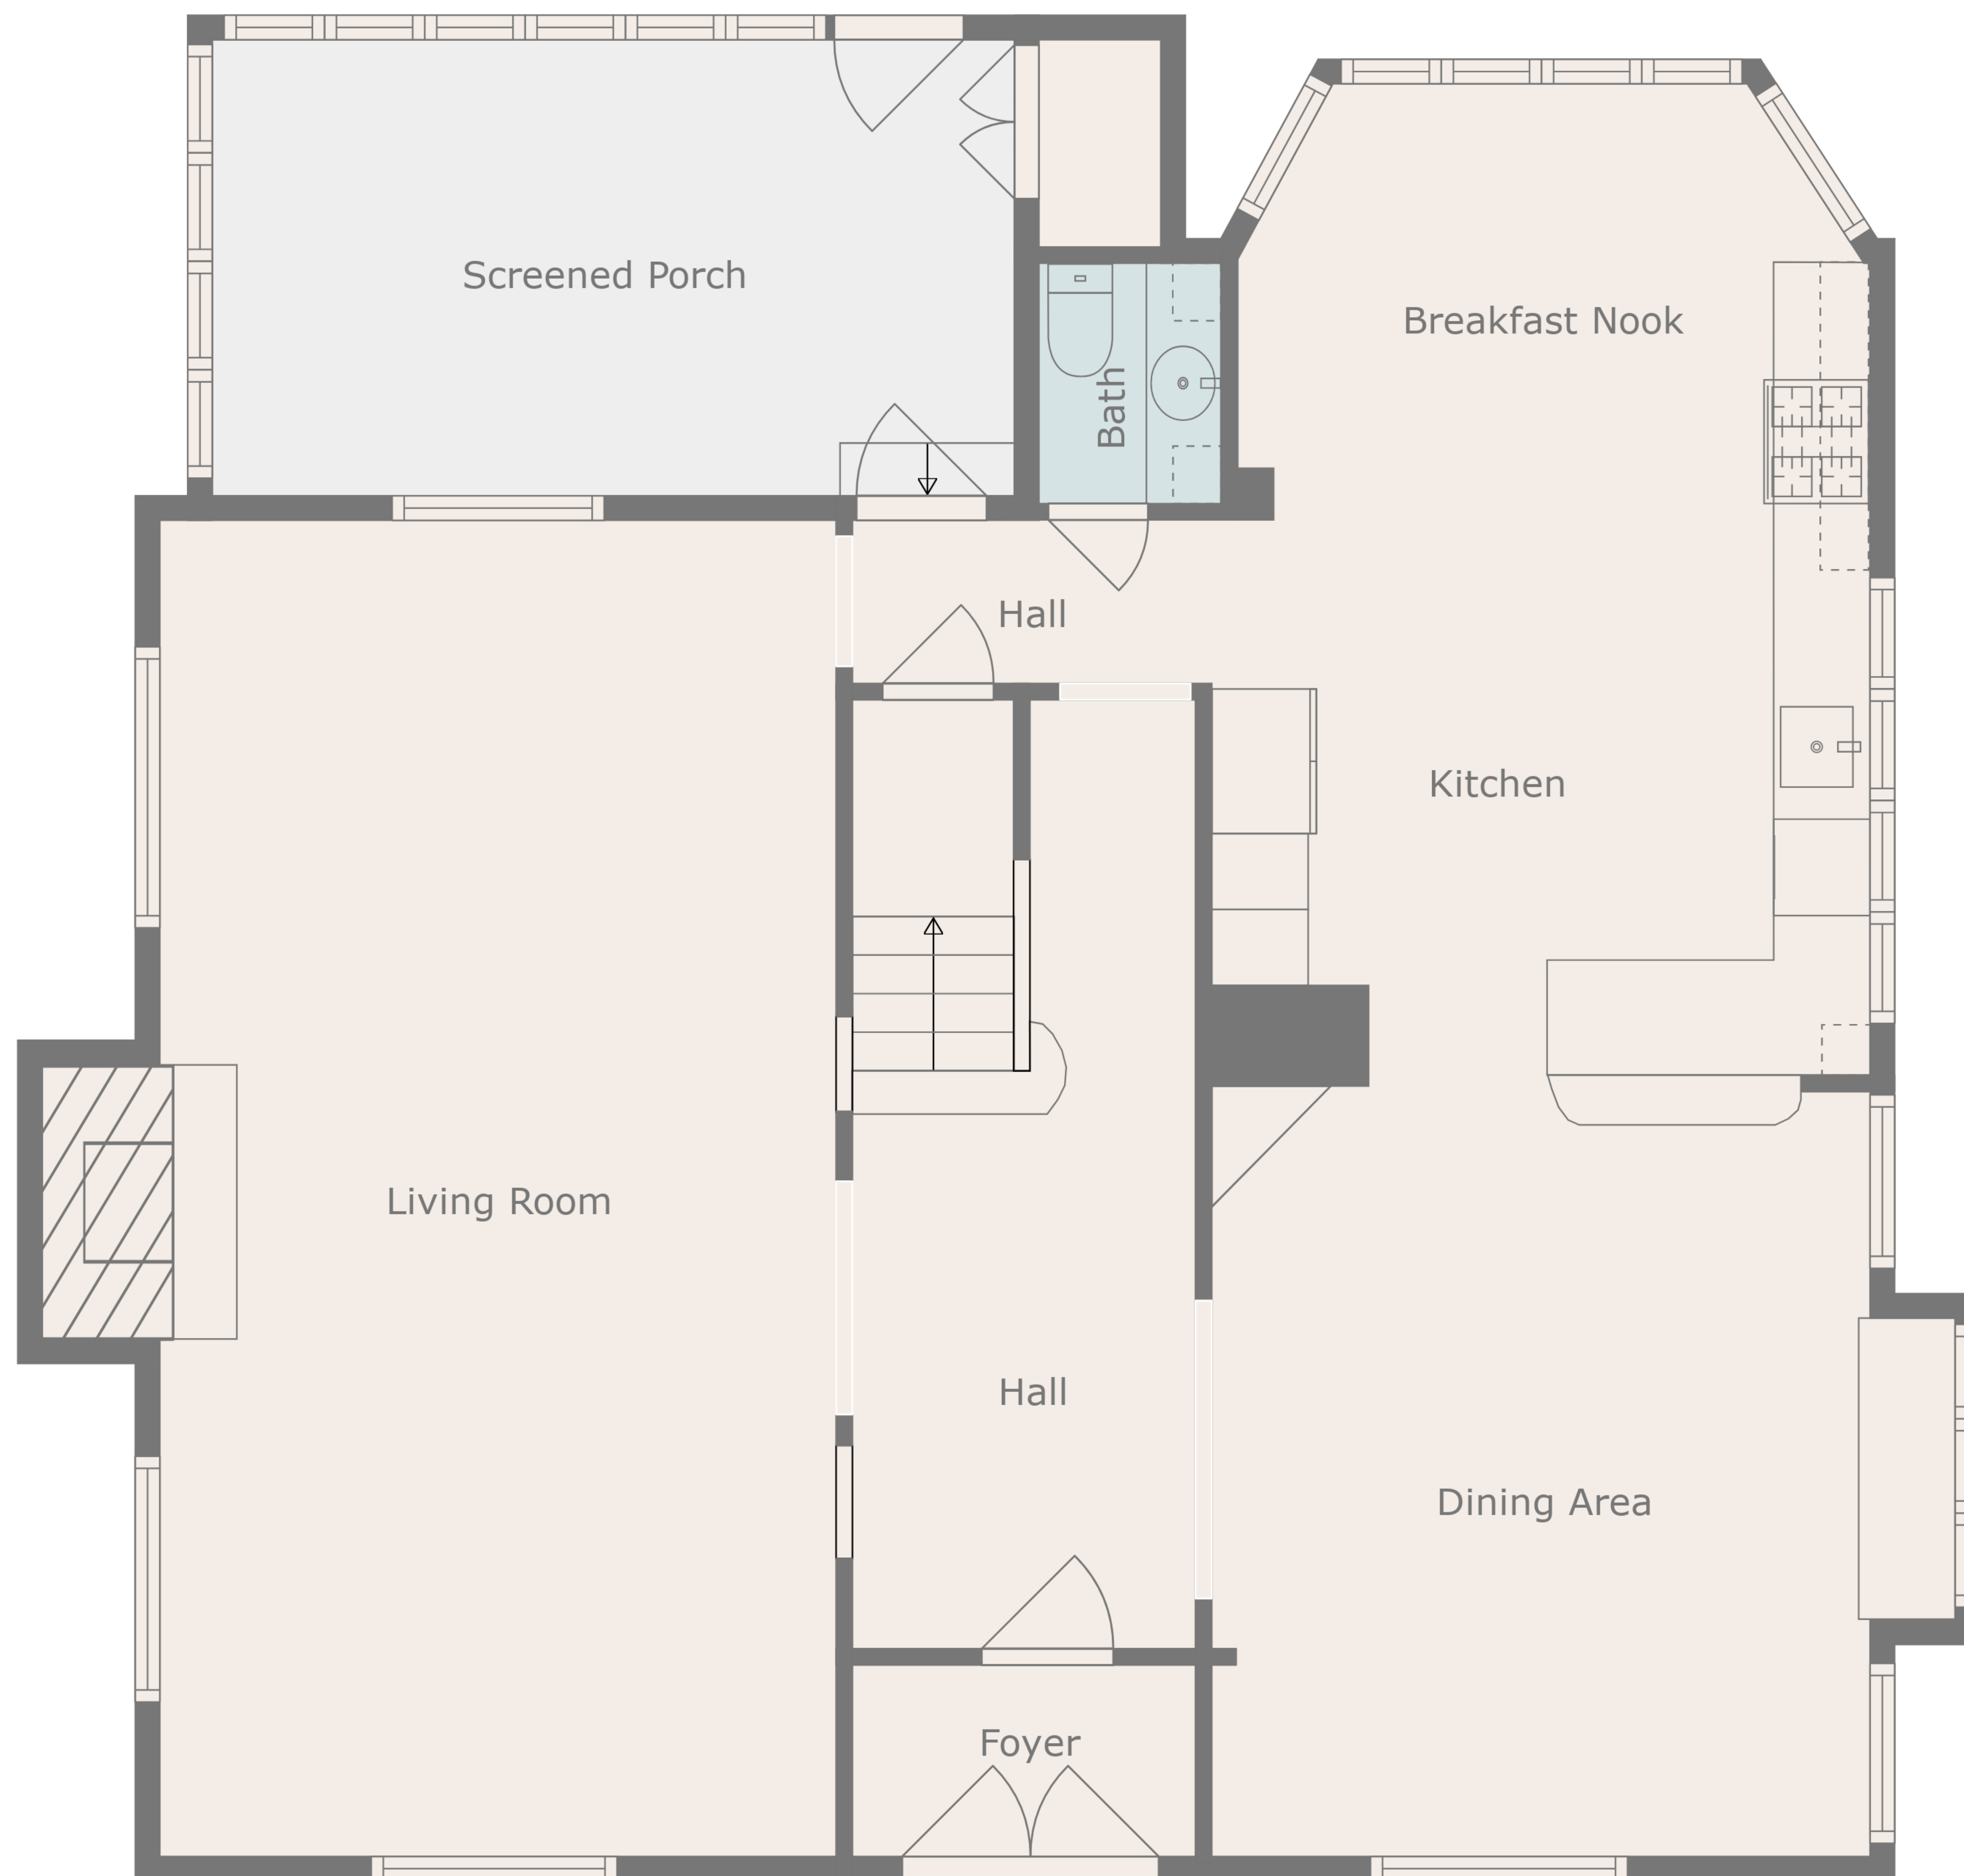 Screened Porch
Breakfast Nook
Bath
Hall
Kitchen
Living Room
Hall
Dining Area
Foyer